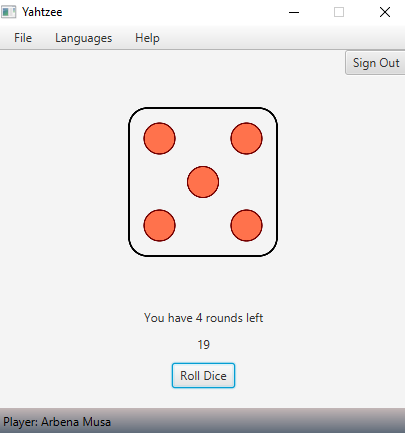 Yahtzee
File Languages Help
Sign Out
You have 4 rounds left
19
Roll Dice
Player: Arbena Musa